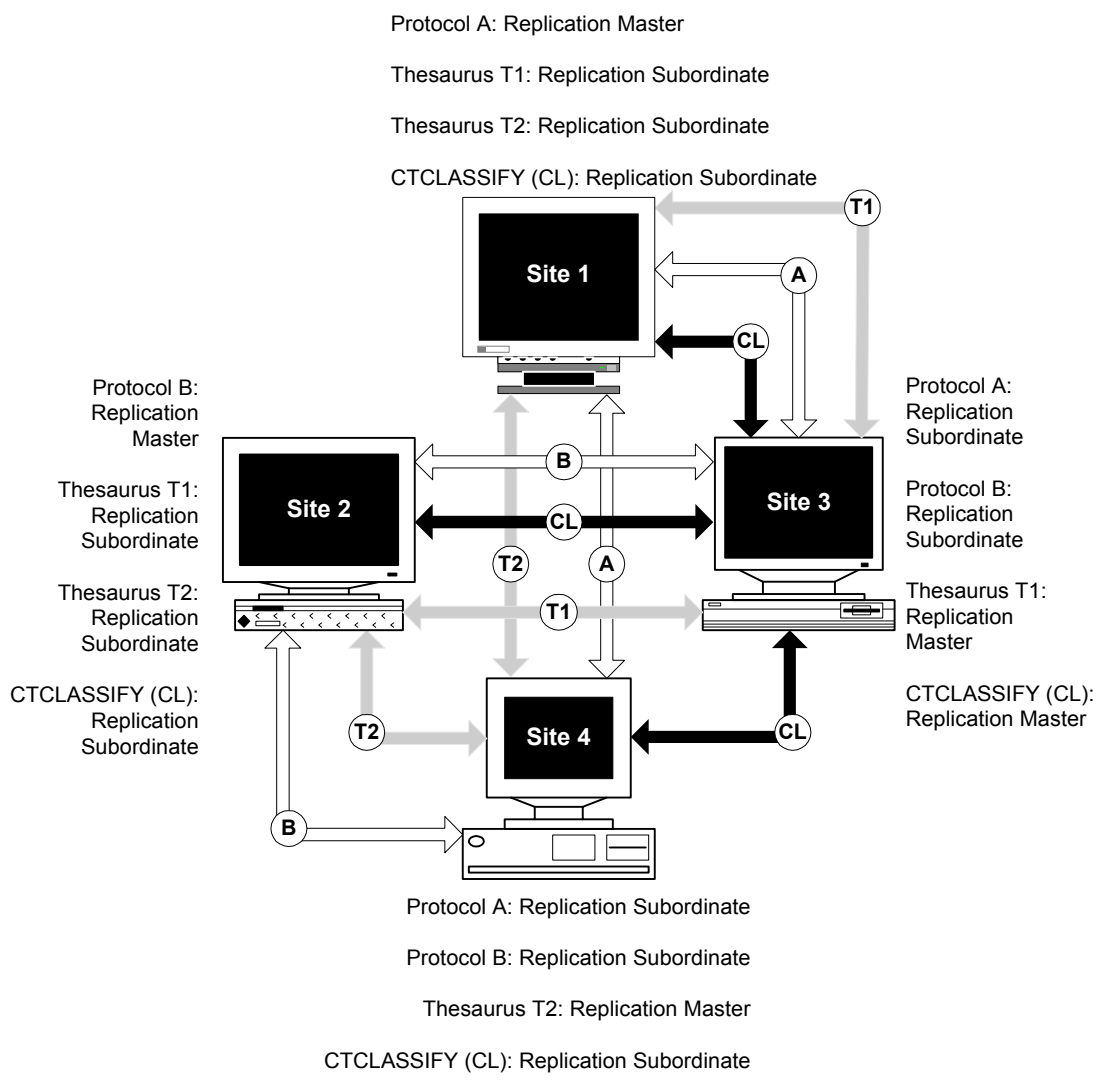 Protocol A: Replication Master
Thesaurus T1: Replication Subordinate
Thesaurus T2: Replication Subordinate
CTCLASSIFY (CL): Replication Subordinate
T1
Site 1
A
CL
Protocol B:
Replication
Master
Protocol A:
Replication
Subordinate
B
Thesaurus T1:
Replication
Subordinate
Site 2
CL
Site 3
Protocol B:
Replication
Subordinate
T2
A
Thesaurus T2:
Replication
Subordinate
T1
Thesaurus T1:
Replication
Master
CTCLASSIFY (CL):
Replication
Subordinate
T2
Site 4
CL
CTCLASSIFY (CL):
Replication Master
B
Protocol A: Replication Subordinate
Protocol B: Replication Subordinate
Thesaurus T2: Replication Master
CTCLASSIFY (CL): Replication Subordinate